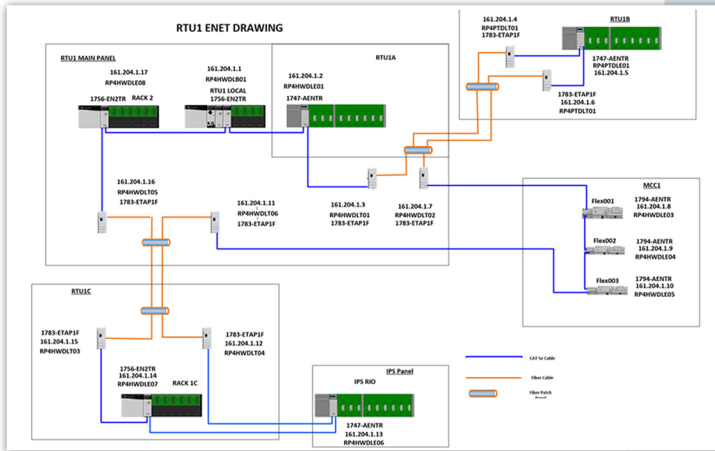 RTU1 ENET DRAWING
RTU1 MAIN PANEL
161.204.1.17
RP4HWDLE08
1756-EN2TR RACK 2
161.204.1.1
RP4HWDLB01
RTU1 LOCAL
1756-EN2TR
RTU1A
161.204.1.2
RP4HWDLE01
1747-AENTR
161.204.1.4
RP4PTDLT01
1783-ETAP1F
RTU1B
1747-AENTR
RP4PTDLE01
161.204.1.5
1783-ETAP1F
161.204.1.6
RP4PTDLT01
161.204.1.16
RP4HWDLT05
1783-ETAP1F
161.204.1.11
RP4HWDLT06
1783-ETAP1F
161.204.1.3
RP4HWDLT01
1783-ETAP1F
161.204.1.7
RP4HWDLT02
1783-ETAP1F
MCC1
Flex001
1794-AENTR
161.204.1.8
RP4HWDLE03
Flex002
1794-AENTR
161.204.1.9
RP4HWDLE04
Flex003
1794-AENTR
161.204.1.10
RP4HWDLE05
RTU1C
1783-ETAP1F
161.204.1.15
RP4HWDLT03
1783-ETAP1F
161.204.1.12
RP4HWDLT04
1756-EN2TR
161.204.1.14
RP4HWDLE07
RACK 1C
IPS Panel
IPS RIO
1747-AENTR
161.204.1.13
RP4HWDLE06
CAT 5e Cable
Fiber Cable
Fiber Patch